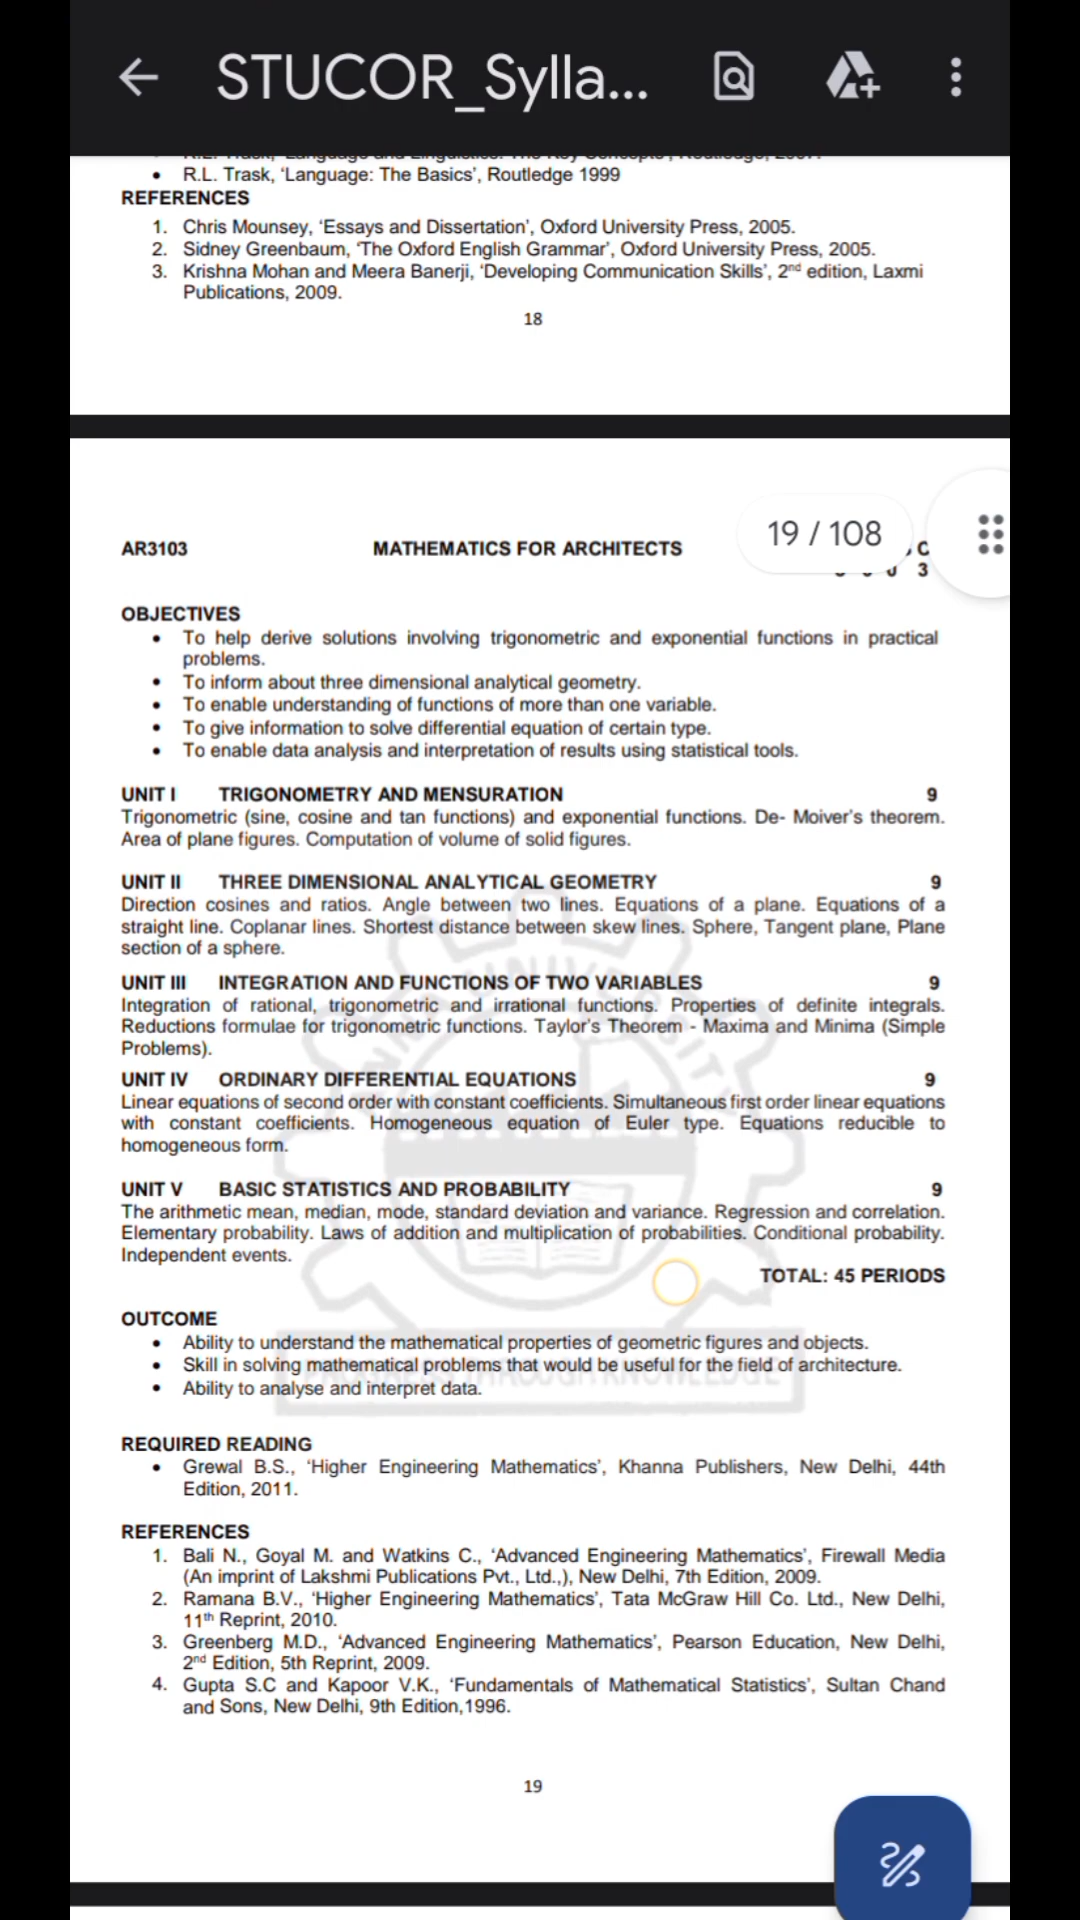 STUCOR_Sylla...
• R.L. Trask, ‘Language: The Basics’, Routledge 1999
REFERENCES
1. Chris Mounsey, ‘Essays and Dissertation’, Oxford University Press, 2005.
2. Sidney Greenbaum, ‘The Oxford English Grammar’, Oxford University Press, 2005.
3. Krishna Mohan and Meera Banerji, ‘Developing Communication Skills’, 2nd edition, Laxmi
Publications, 2009.
18
19 / 108
AR3103 MATHEMATICS FOR ARCHITECTS C
3
OBJECTIVES
• To help derive solutions involving trigonometric and exponential functions in practical
problems.
• To inform about three dimensional analytical geometry.
• To enable understanding of functions of more than one variable.
• To give information to solve differential equation of certain type.
• To enable data analysis and interpretation of results using statistical tools.
UNIT I TRIGONOMETRY AND MENSURATION 9
Trigonometric (sine, cosine and tan functions) and exponential functions. De- Moiver’s theorem.
Area of plane figures. Computation of volume of solid figures.
UNIT II THREE DIMENSIONAL ANALYTICAL GEOMETRY 9
Direction cosines and ratios. Angle between two lines. Equations of a plane. Equations of a
straight line. Coplanar lines. Shortest distance between skew lines. Sphere, Tangent plane, Plane
section of a sphere.
UNIT III INTEGRATION AND FUNCTIONS OF TWO VARIABLES 9
Integration of rational, trigonometric and irrational functions. Properties of definite integrals.
Reductions formulae for trigonometric functions. Taylor’s Theorem - Maxima and Minima (Simple
Problems).
UNIT IV ORDINARY DIFFERENTIAL EQUATIONS 9
Linear equations of second order with constant coefficients. Simultaneous first order linear equations
with constant coefficients. Homogeneous equation of Euler type. Equations reducible to
homogeneous form.
UNIT V BASIC STATISTICS AND PROBABILITY 9
The arithmetic mean, median, mode, standard deviation and variance. Regression and correlation.
Elementary probability. Laws of addition and multiplication of probabilities. Conditional probability.
Independent events.
TOTAL: 45 PERIODS
OUTCOME
• Ability to understand the mathematical properties of geometric figures and objects.
• Skill in solving mathematical problems that would be useful for the field of architecture.
• Ability to analyse and interpret data.
REQUIRED READING
• Grewal B.S., ‘Higher Engineering Mathematics’, Khanna Publishers, New Delhi, 44th
Edition, 2011.
REFERENCES
1. Bali N., Goyal M. and Watkins C., ‘Advanced Engineering Mathematics’, Firewall Media
(An imprint of Lakshmi Publications Pvt., Ltd.,), New Delhi, 7th Edition, 2009.
2. Ramana B.V., ‘Higher Engineering Mathematics’, Tata McGraw Hill Co. Ltd., New Delhi,
11th Reprint, 2010.
3. Greenberg M.D., ‘Advanced Engineering Mathematics’, Pearson Education, New Delhi,
2nd Edition, 5th Reprint, 2009.
4. Gupta S.C and Kapoor V.K., ‘Fundamentals of Mathematical Statistics’, Sultan Chand
and Sons, New Delhi, 9th Edition,1996.
19